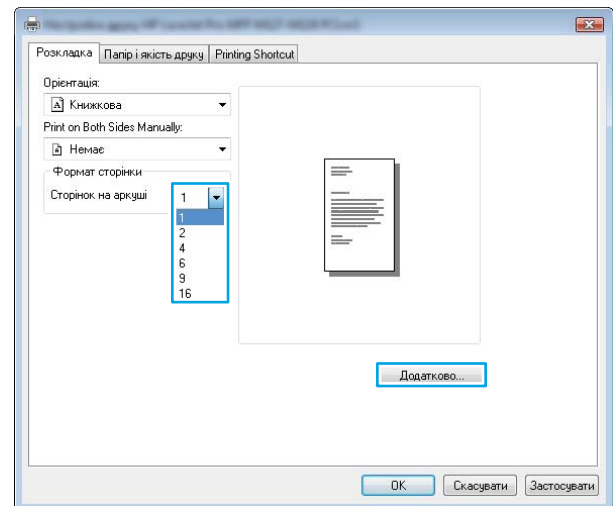 Розкладка Папір і якість друку Printing Shortcut
Орієнтація:
Книжкова
Print on Both Sides Manually:
Немає
Формат сторінки
Сторінок на аркуші 1
1
2
4
6
9
16
Додатково...
OK Скасувати Застосувати